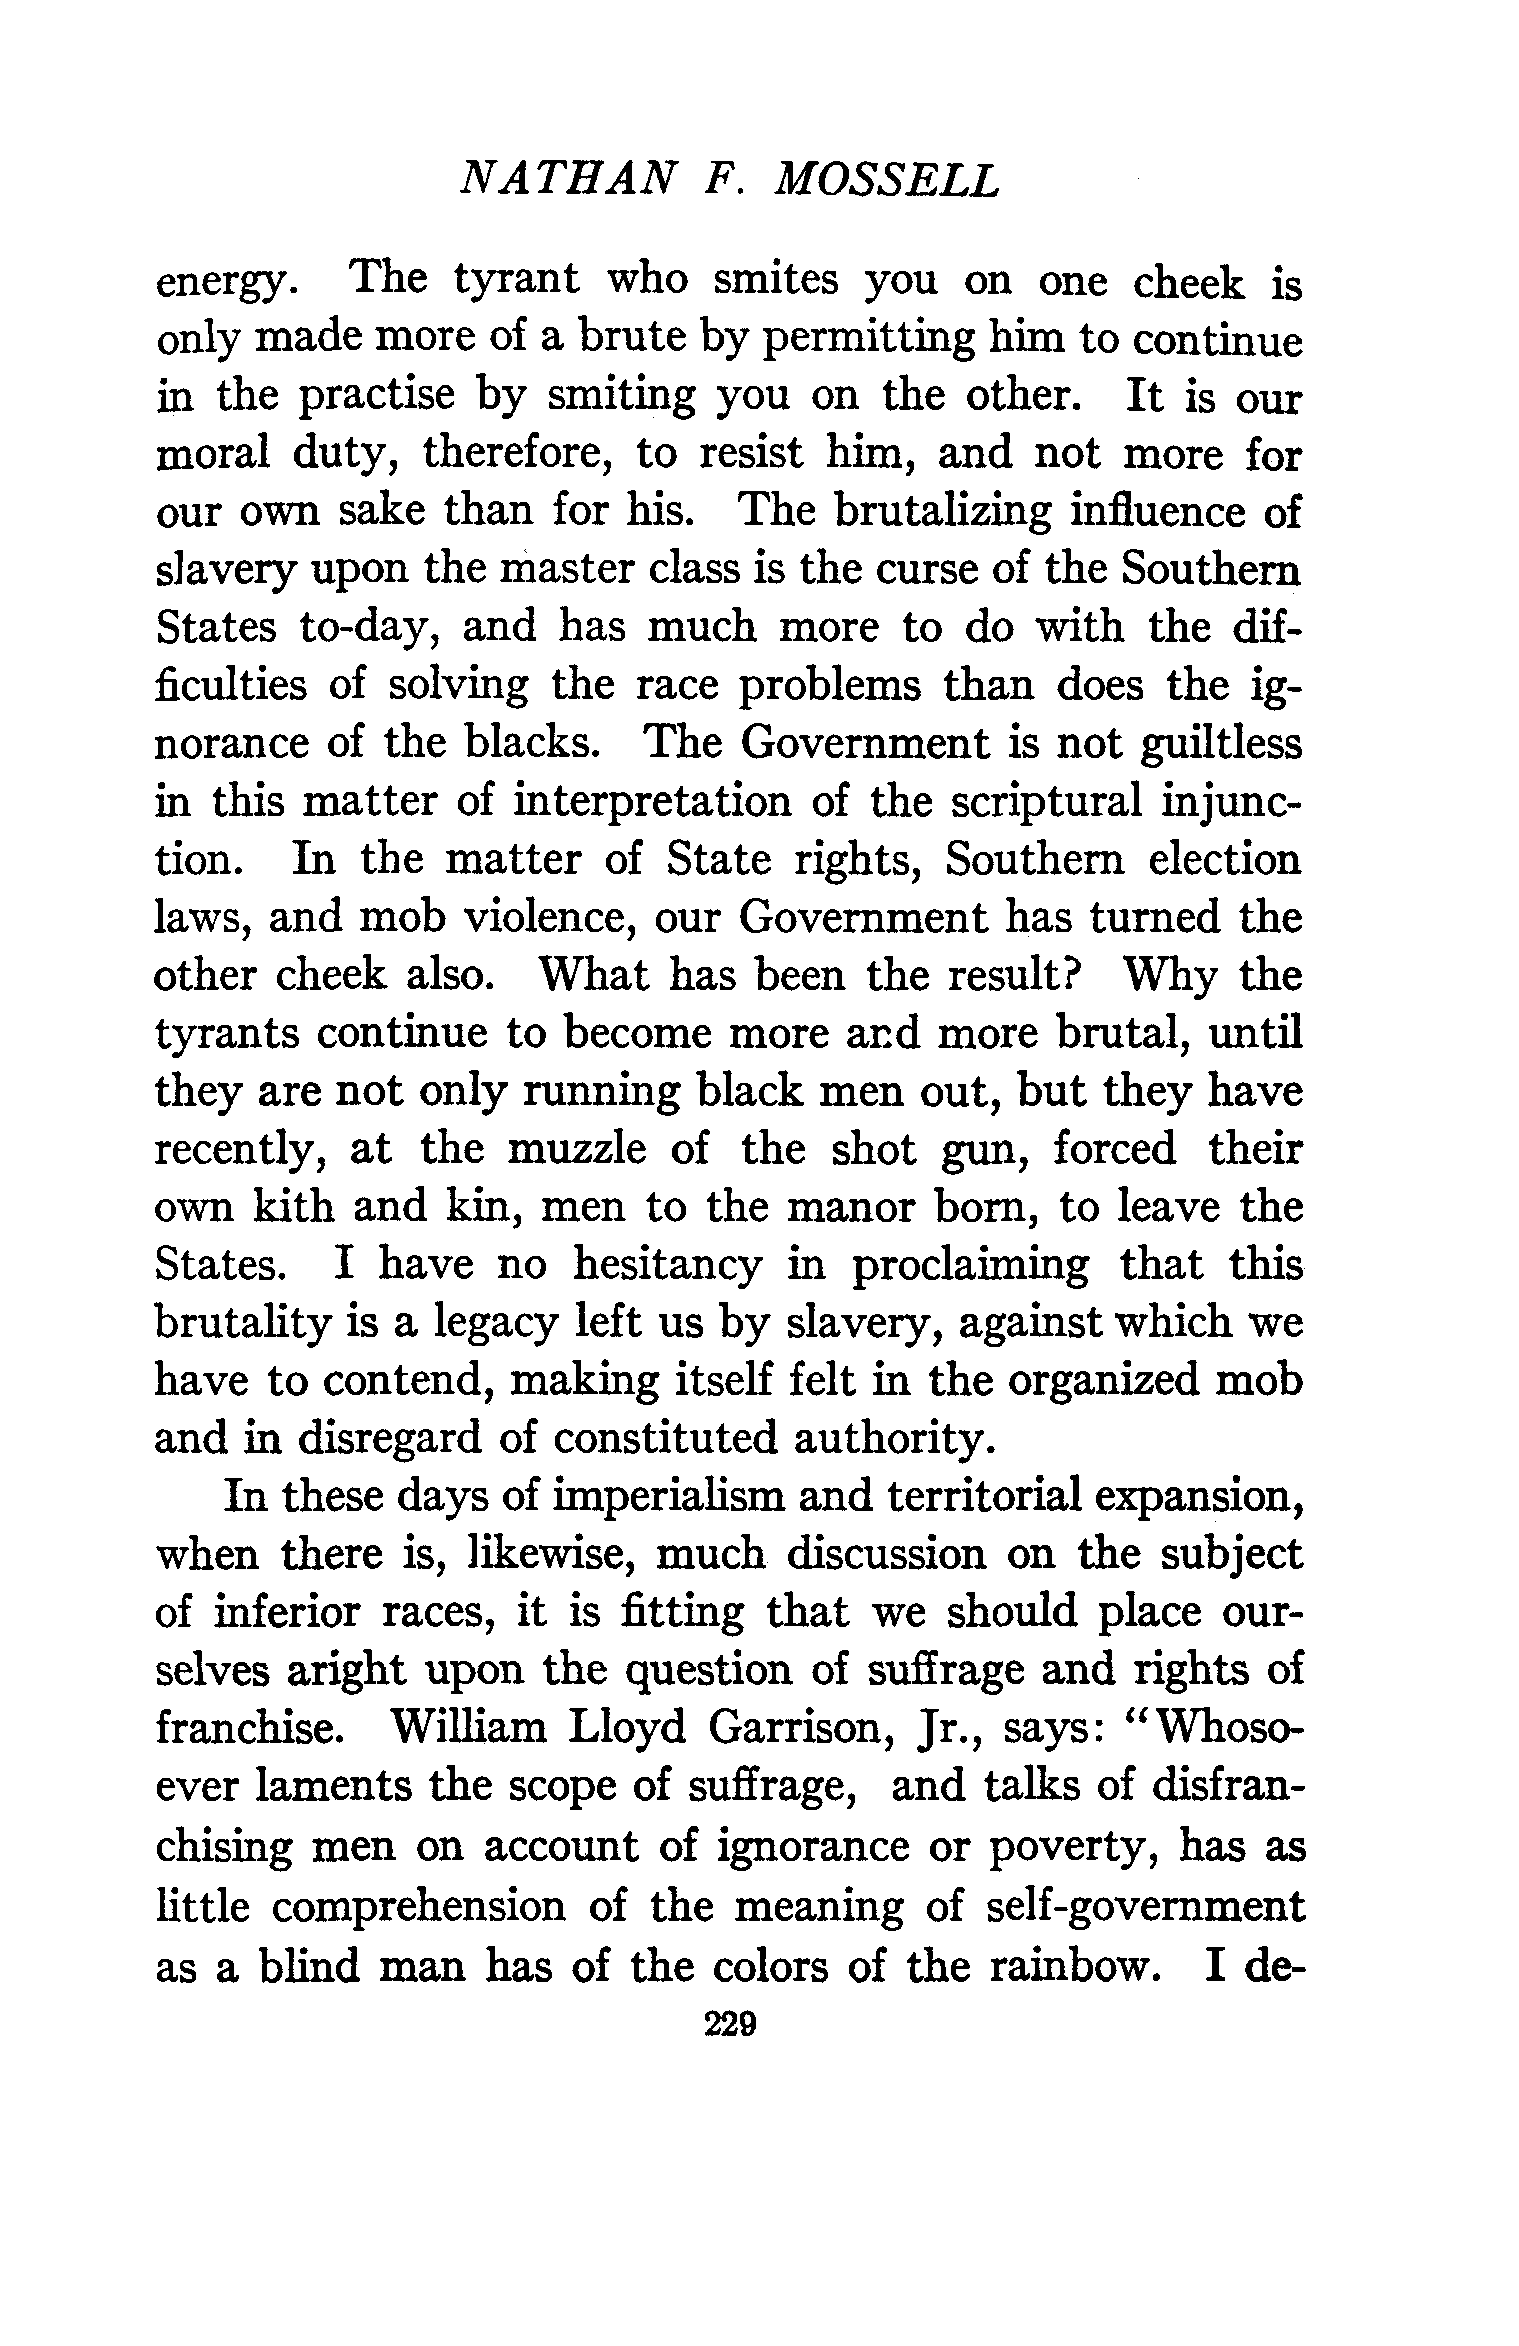 NATHAN F. MOSSELL
energy. The tyrant who smites you on one cheek is
only made more of a brute by permitting him to continue
in the practise by smiting you on the other. It is our
moral duty, therefore, to resist him, and not more for
our own sake than for his. The brutalizing influence of
slavery upon the master class is the curse of the Southern
States to-day, and has much more to do with the dif-
ficulties of solving the race problems than does the ig-
norance of the blacks. The Government is not guiltless
in this matter of interpretation of the scriptural injunc-
tion. In the matter of State rights, Southern election
laws, and mob violence, our Government has turned the
other cheek also. What has been the result? Why the
tyrants continue to become more and more brutal, until
they are not only running black men out, but they have
recently, at the muzzle of the shot gun, forced their
own kith and kin, men to the manor born, to leave the
States. I have no hesitancy in proclaiming that this
brutality is a legacy left us by slavery, against which we
have to contend, making itself felt in the organized mob
and in disregard of constituted authority.
In these days of imperialism and territorial expansion,
when there is, likewise, much discussion on the subject
of inferior races, it is fitting that we should place our-
selves aright upon the question of suffrage and rights of
franchise. William Lloyd Garrison, Jr., says: "Whoso-
ever laments the scope of suffrage, and talks of disfran-
chising men on account of ignorance or poverty, has as
little comprehension of the meaning of self-government
as a blind man has of the colors of the rainbow. I de-
229